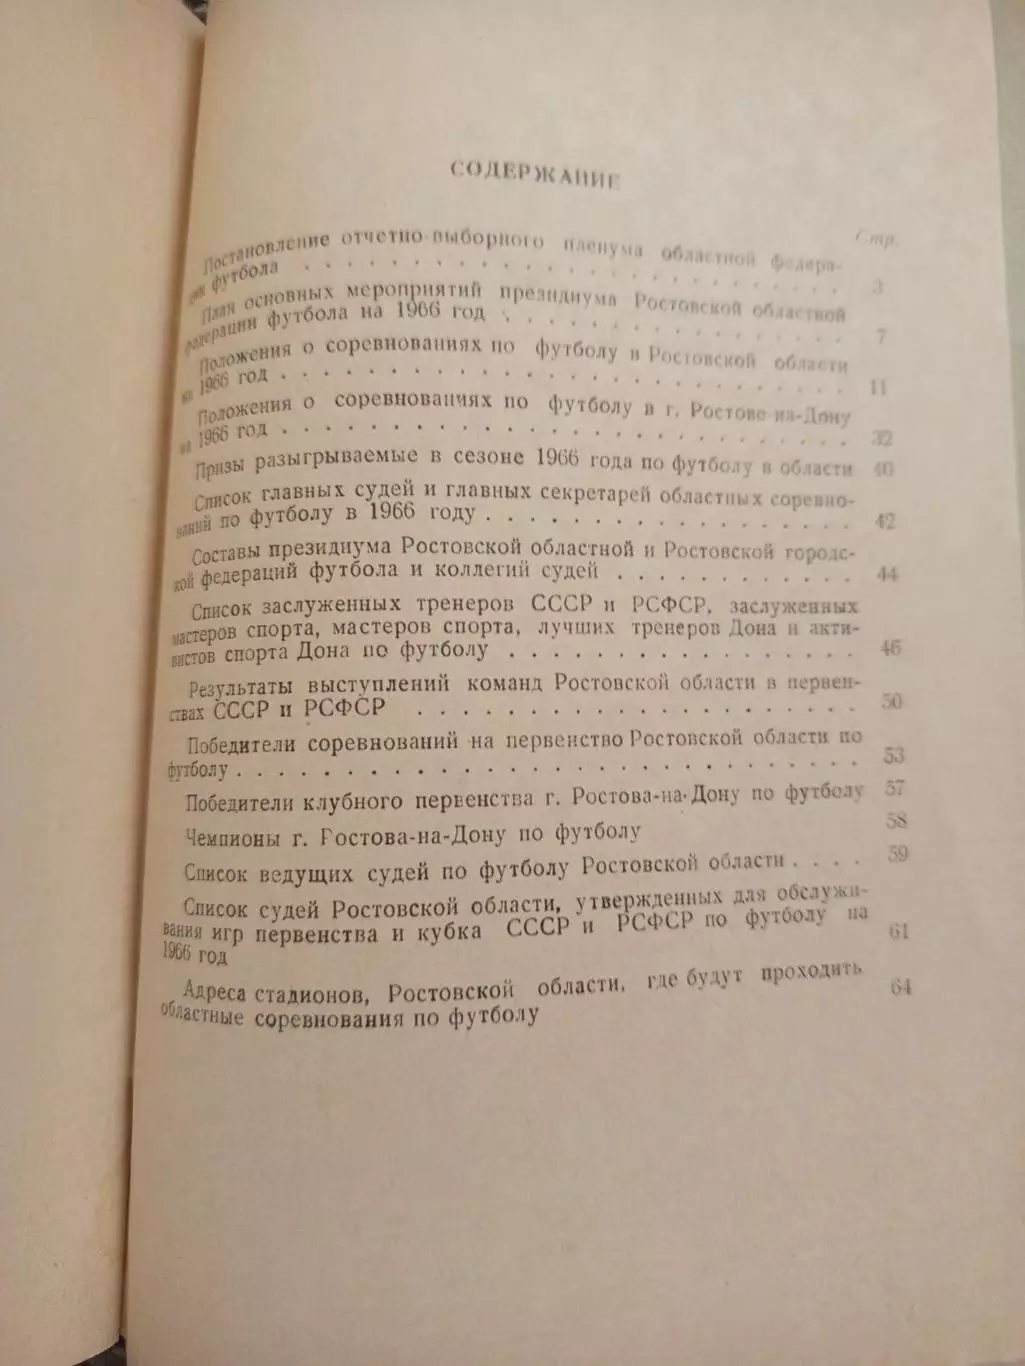 СОДЕРЖАНИЕ
Стр.
Постановление отчетно-выборного пленума областной федера-
ции футбола . . . . . . . . . . . . . . . . . . . . 3
План основных мероприятий президиума Ростовской областной
федерации футбола на 1966 год . . . . . . . . . . . . 7
Положения о соревнованиях по футболу в Ростовской области
на 1966 год . . . . . . . . . . . . . . . . . . . . 11
Положения о соревнованиях по футболу в г. Ростове-на-Дону
на 1966 год . . . . . . . . . . . . . . . . . . . . 32
Призы разыгрываемые в сезоне 1966 года по футболу в области 40
Список главных судей и главных секретарей областных соревно-
ваний по футболу в 1966 году . . . . . . . . . . . . . 42
Составы президиума Ростовской областной и Ростовской городс-
кой федераций футбола и коллегий судей . . . . . . . . . 44
Список заслуженных тренеров СССР и РСФСР, заслуженных
мастеров спорта, мастеров спорта, лучших тренеров Дона и акти-
вистов спорта Дона по футболу . . . . . . . . . . . . 46
Результаты выступлений команд Ростовской области в первен-
ствах СССР и РСФСР . . . . . . . . . . . . . . . 50
Победители соревнований на первенство Ростовской области по
футболу . . . . . . . . . . . . . . . . . . . . . 53
Победители клубного первенства г. Ростова-на-Дону по футболу 57
Чемпионы г. Ростова-на-Дону по футболу 58
Список ведущих судей по футболу Ростовской области . . . . 59
Список судей Ростовской области, утвержденных для обслужи-
вания игр первенства и кубка СССР и РСФСР по футболу на 61
1966 год
Адреса стадионов, Ростовской области, где будут проходить 64
областные соревнования по футболу